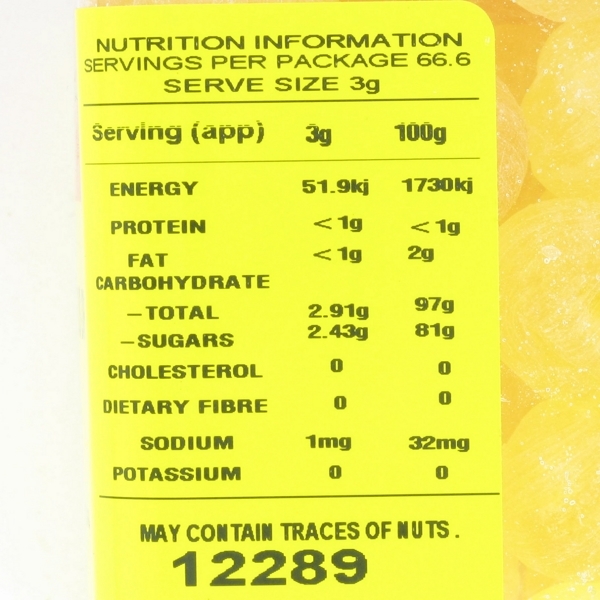 NUTRITION INFORMATION
SERVINGS PER PACKAGE 66.6
SERVE SIZE 3g
Serving (app) 3g 100g
ENERGY 51.9kj 1730kj
PROTEIN <1g <1g
FAT <1g 2g
CARBOHYDRATE
–TOTAL 2.91g 97g
–SUGARS 2.43g 81g
CHOLESTEROL 0 0
DIETARY FIBRE 0 0
SODIUM 1mg 32mg
POTASSIUM 0 0
MAY CONTAIN TRACES OF NUTS.
12289